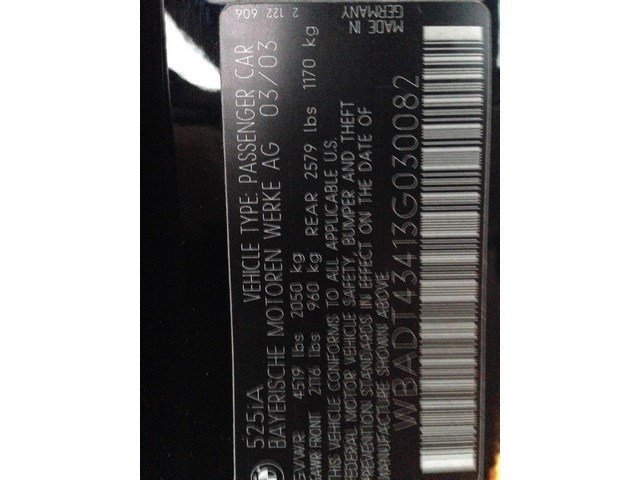 525iA VEHICLE TYPE: PASSENGER CAR 2 122 606
BAYERISCHE MOTOREN WERKE AG 03/03
GVWR 4519 lbs 2050 kg
GAWR FRONT 2116 lbs 960 kg REAR 2579 lbs 1170 kg
THIS VEHICLE CONFORMS TO ALL APPLICABLE U.S.
FEDERAL MOTOR VEHICLE SAFETY, BUMPER AND THEFT
PREVENTION STANDARDS IN EFFECT ON THE DATE OF
MANUFACTURE SHOWN ABOVE.
MADE IN
GERMANY
WBADT43413G030082